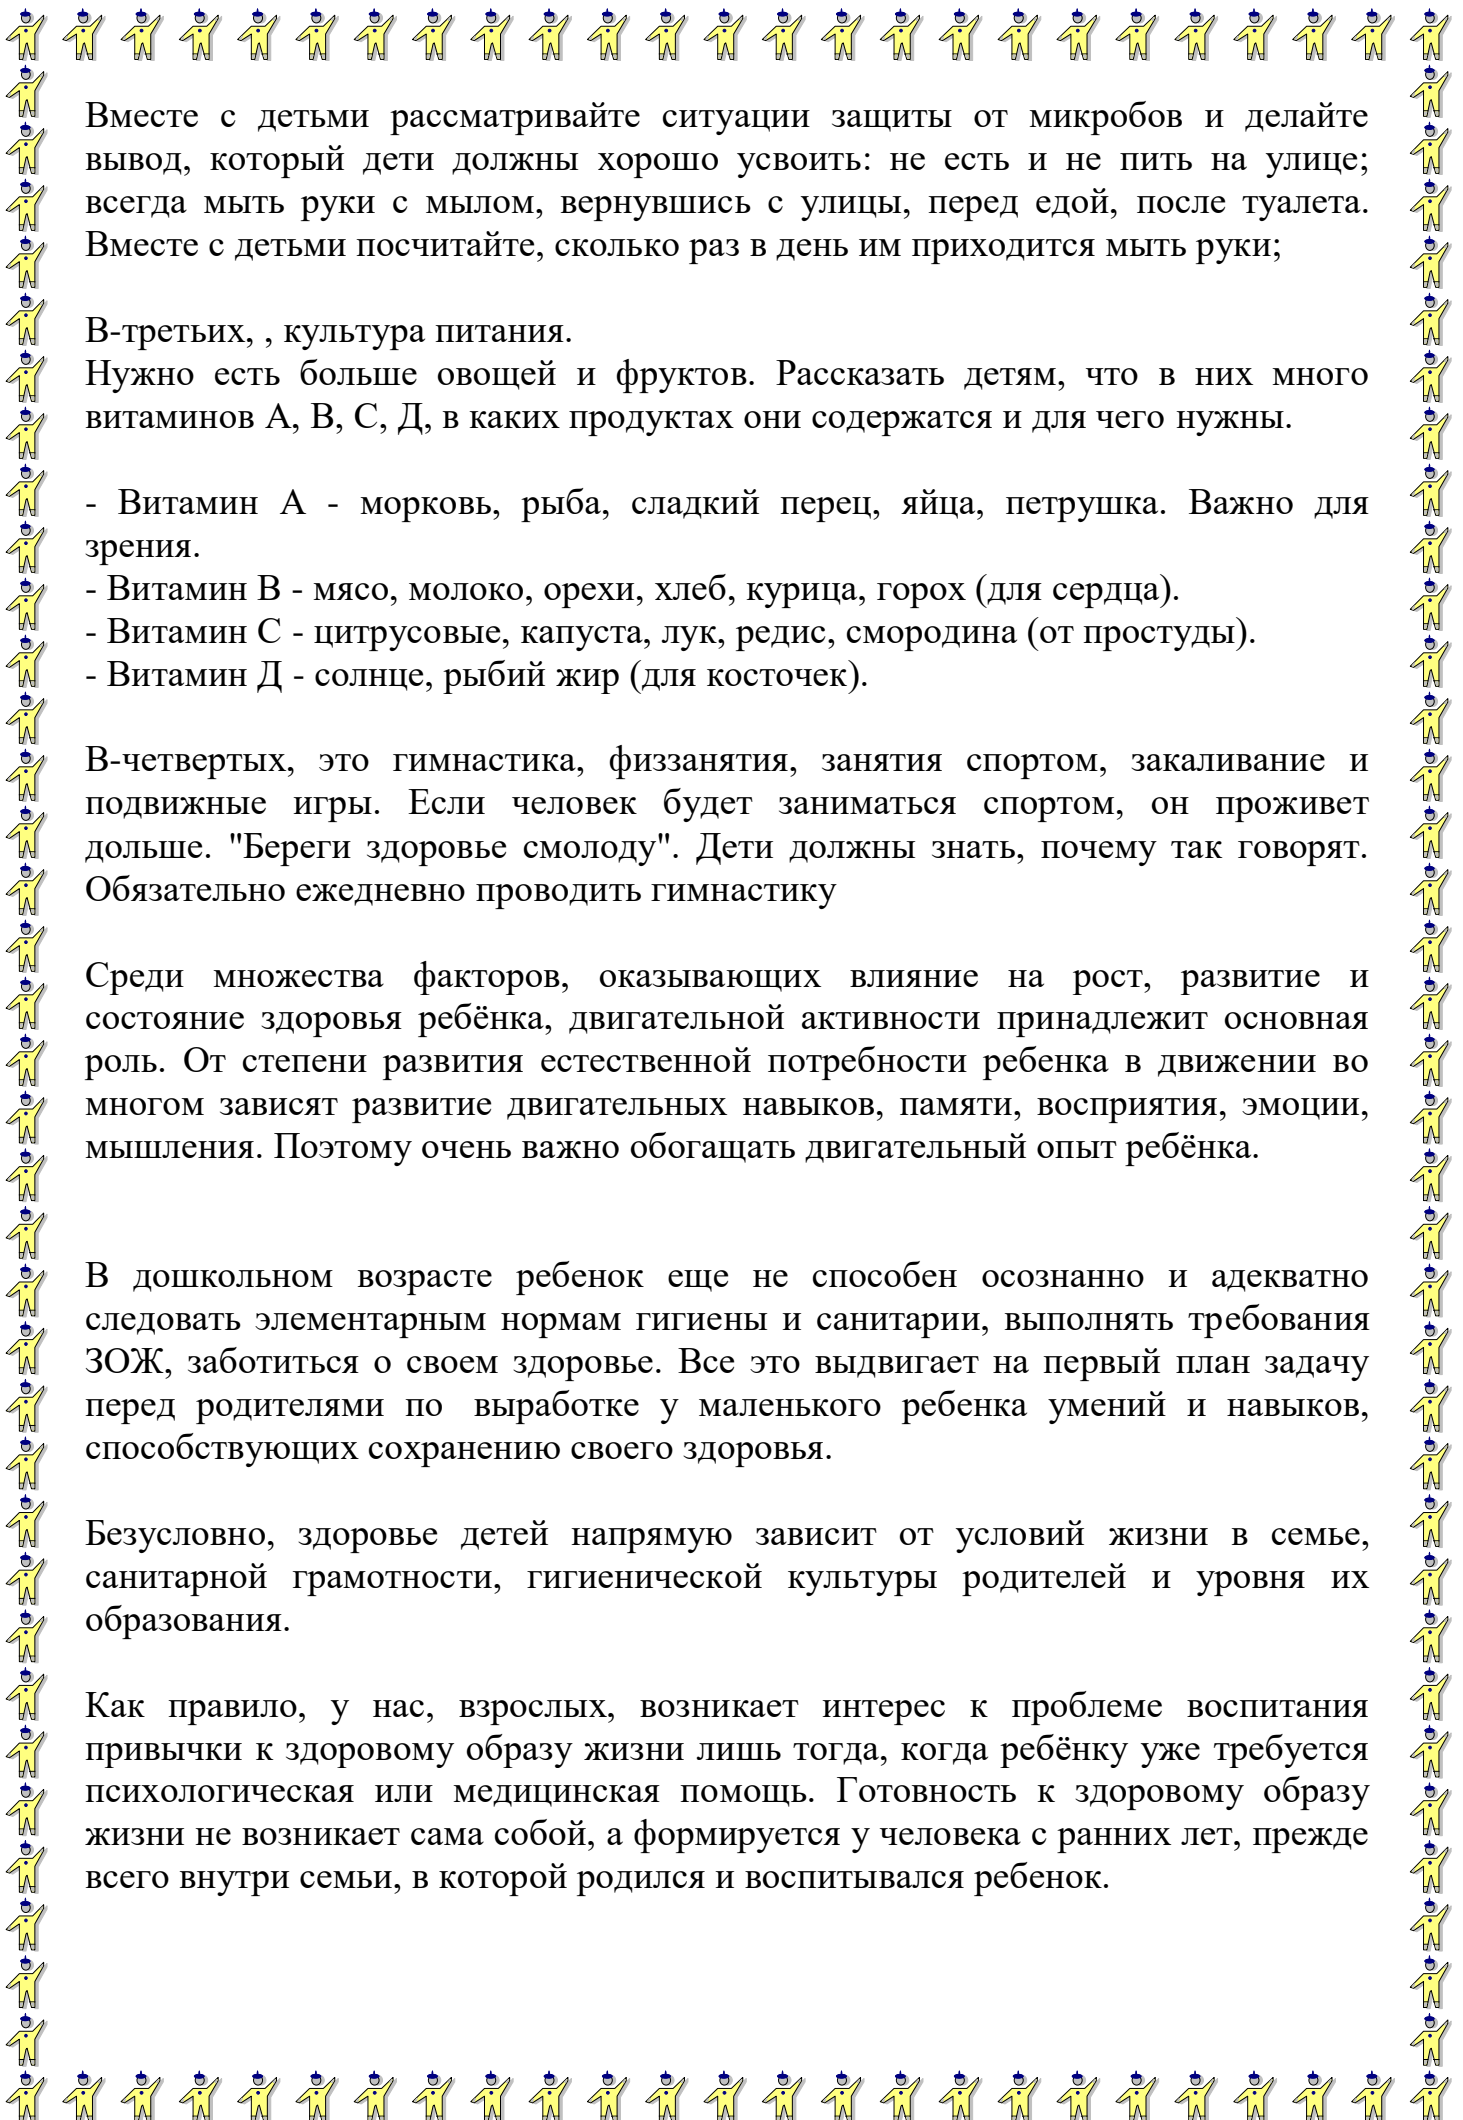 Вместе с детьми рассматривайте ситуации защиты от микробов и делайте
вывод, который дети должны хорошо усвоить: не есть и не пить на улице;
всегда мыть руки с мылом, вернувшись с улицы, перед едой, после туалета.
Вместе с детьми посчитайте, сколько раз в день им приходится мыть руки;
В-третьих, , культура питания.
Нужно есть больше овощей и фруктов. Рассказать детям, что в них много
витаминов А, В, С, Д, в каких продуктах они содержатся и для чего нужны.
- Витамин А - морковь, рыба, сладкий перец, яйца, петрушка. Важно для
зрения.
- Витамин В - мясо, молоко, орехи, хлеб, курица, горох (для сердца).
- Витамин С - цитрусовые, капуста, лук, редис, смородина (от простуды).
- Витамин Д - солнце, рыбий жир (для косточек).
В-четвертых, это гимнастика, физзанятия, занятия спортом, закаливание и
подвижные игры. Если человек будет заниматься спортом, он проживет
дольше. "Береги здоровье смолоду". Дети должны знать, почему так говорят.
Обязательно ежедневно проводить гимнастику
Среди множества факторов, оказывающих влияние на рост, развитие и
состояние здоровья ребёнка, двигательной активности принадлежит основная
роль. От степени развития естественной потребности ребенка в движении во
многом зависят развитие двигательных навыков, памяти, восприятия, эмоции,
мышления. Поэтому очень важно обогащать двигательный опыт ребёнка.
В дошкольном возрасте ребенок еще не способен осознанно и адекватно
следовать элементарным нормам гигиены и санитарии, выполнять требования
ЗОЖ, заботиться о своем здоровье. Все это выдвигает на первый план задачу
перед родителями по выработке у маленького ребенка умений и навыков,
способствующих сохранению своего здоровья.
Безусловно, здоровье детей напрямую зависит от условий жизни в семье,
санитарной грамотности, гигиенической культуры родителей и уровня их
образования.
Как правило, у нас, взрослых, возникает интерес к проблеме воспитания
привычки к здоровому образу жизни лишь тогда, когда ребёнку уже требуется
психологическая или медицинская помощь. Готовность к здоровому образу
жизни не возникает сама собой, а формируется у человека с ранних лет, прежде
всего внутри семьи, в которой родился и воспитывался ребенок.